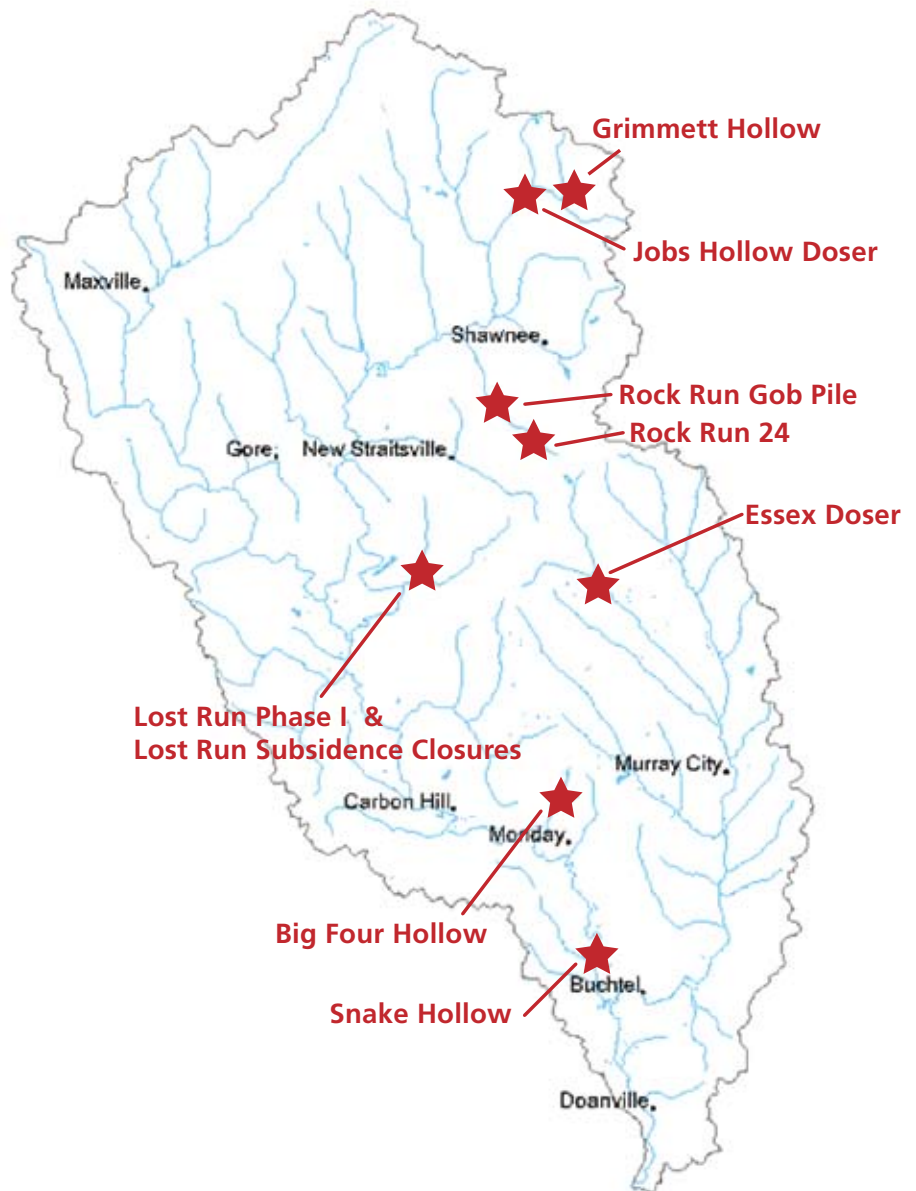 Grimmett Hollow
Jobs Hollow Doser
Maxville
Shawnee
Rock Run Gob Pile
Rock Run 24
Gore
New Straitsville
Essex Doser
Lost Run Phase I &
Lost Run Subsidence Closures
Murray City
Carbon Hill
Monday
Big Four Hollow
Buchtel
Snake Hollow
Doanville